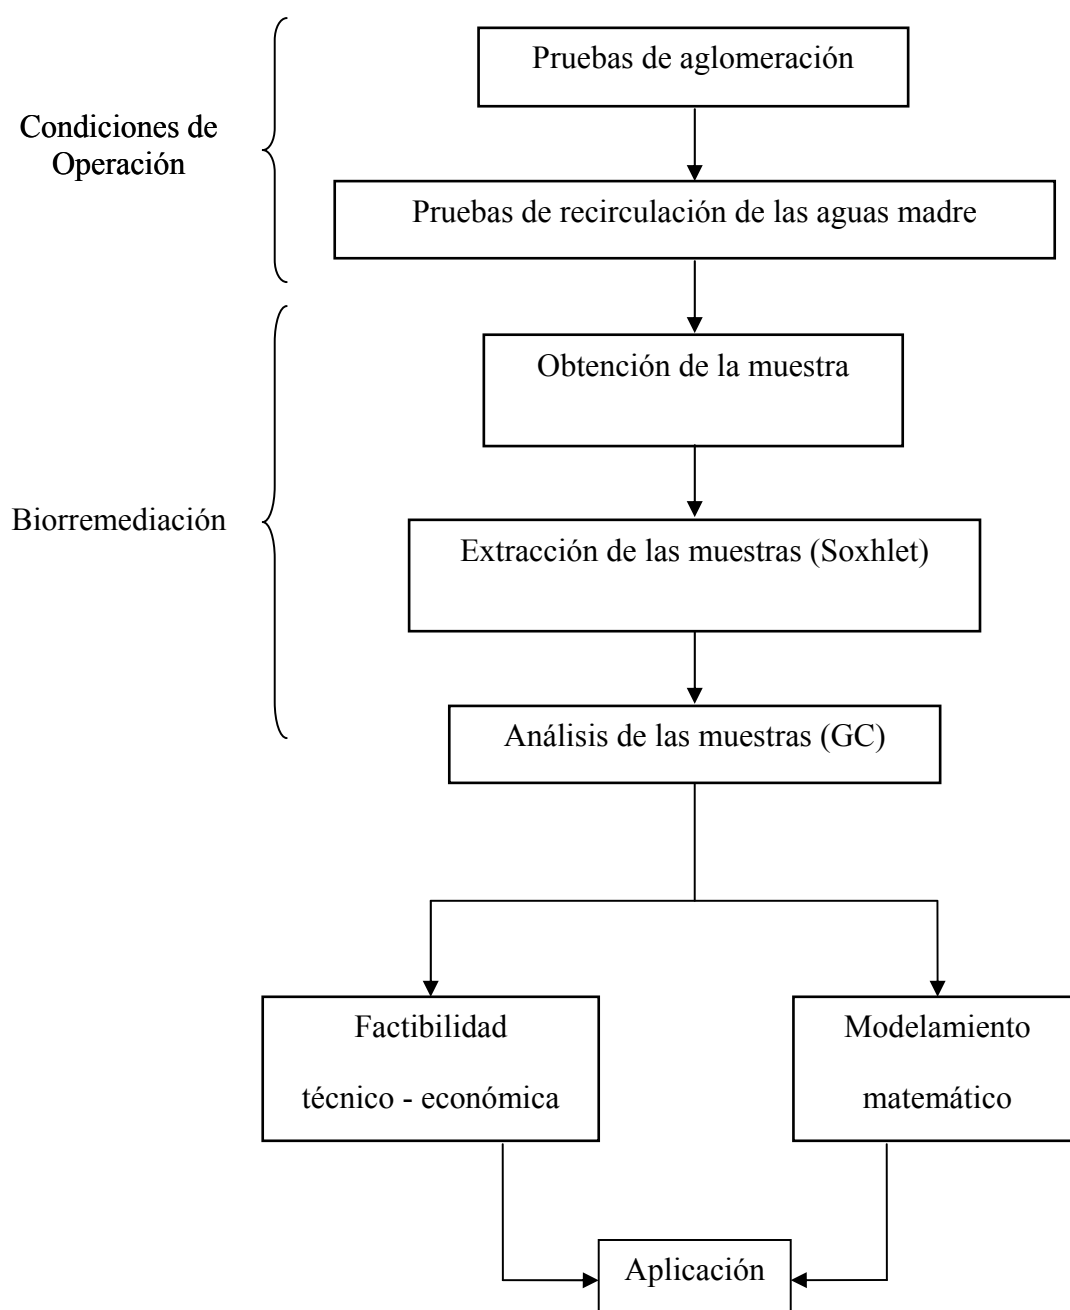 Pruebas de aglomeración
Condiciones de
Operación
Pruebas de recirculación de las aguas madre
Obtención de la muestra
Biorremediación
Extracción de las muestras (Soxhlet)
Análisis de las muestras (GC)
Factibilidad
técnico - económica
Modelamiento
matemático
Aplicación